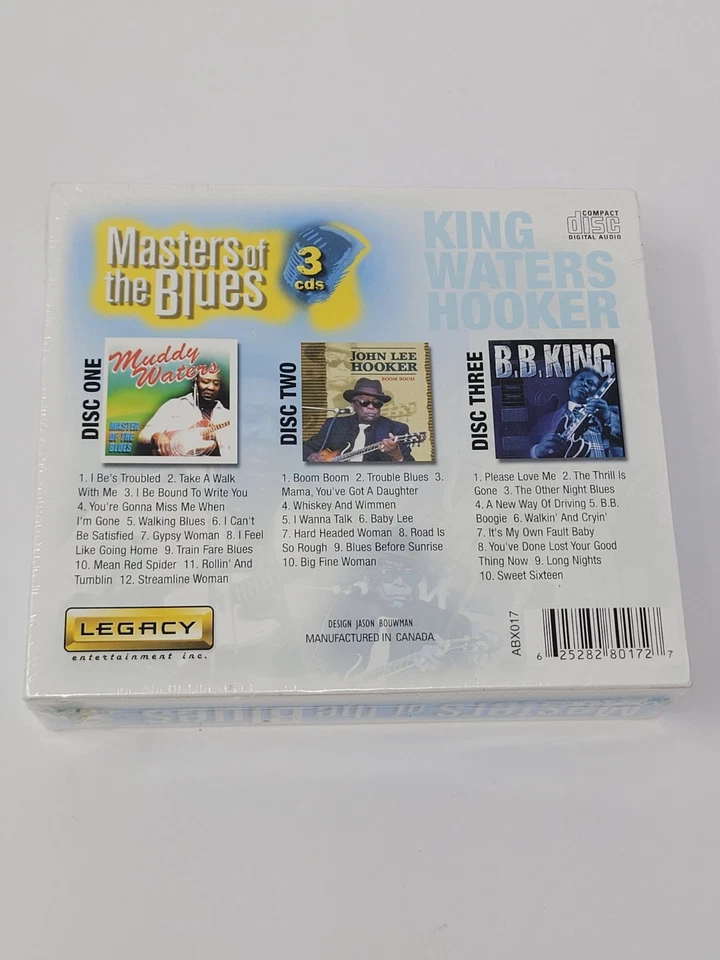 Masters of
the Blues
3
cds
KING
WATERS
HOOKER
COMPACT
disc
DIGITAL AUDIO
DISC ONE
Muddy
Waters
MASTER
OF THE
BLUES
1. I Be's Troubled 2. Take A Walk
With Me 3. I Be Bound To Write You
4. You're Gonna Miss Me When
I'm Gone 5. Walking Blues 6. I Can't
Be Satisfied 7. Gypsy Woman 8. I Feel
Like Going Home 9. Train Fare Blues
10. Mean Red Spider 11. Rollin' And
Tumblin 12. Streamline Woman
DISC TWO
JOHN LEE
HOOKER
BOOM BOOM
1. Boom Boom 2. Trouble Blues 3.
Mama, You've Got A Daughter
4. Whiskey And Wimmen
5. I Wanna Talk 6. Baby Lee
7. Hard Headed Woman 8. Road Is
So Rough 9. Blues Before Sunrise
10. Big Fine Woman
DISC THREE
B.B. KING
1. Please Love Me 2. The Thrill Is
Gone 3. The Other Night Blues
4. A New Way Of Driving 5. B.B.
Boogie 6. Walkin' And Cryin'
7. It's My Own Fault Baby
8. You've Done Lost Your Good
Thing Now 9. Long Nights
10. Sweet Sixteen
LEGACY
entertainment inc.
DESIGN JASON BOUWMAN
MANUFACTURED IN CANADA.
ABX017
6 25282 80172 7
Masters of the Blues